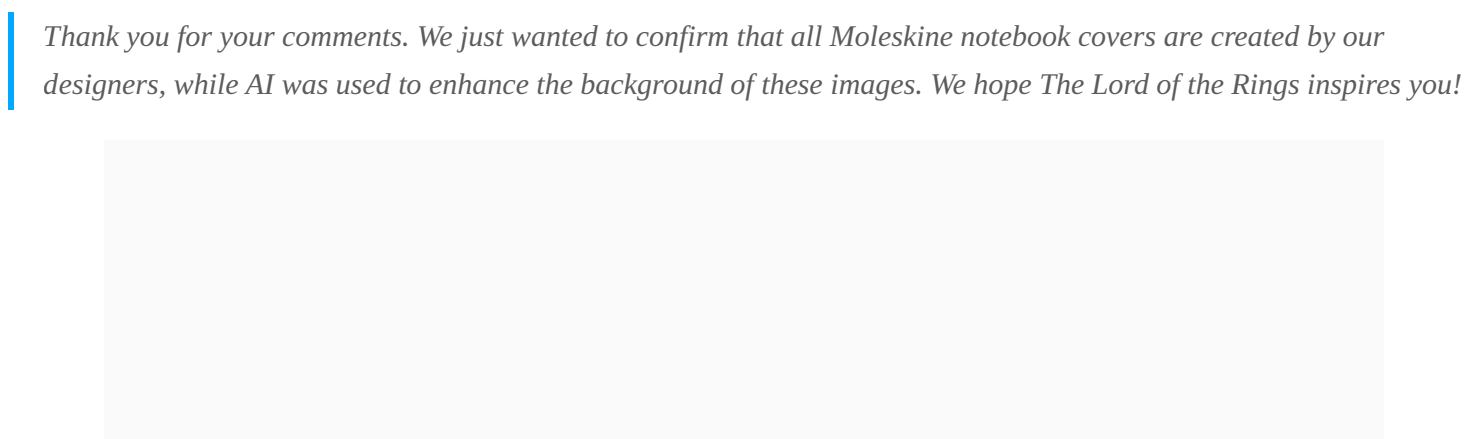 Thank you for your comments. We just wanted to confirm that all Moleskine notebook covers are created by our
designers, while AI was used to enhance the background of these images. We hope The Lord of the Rings inspires you!